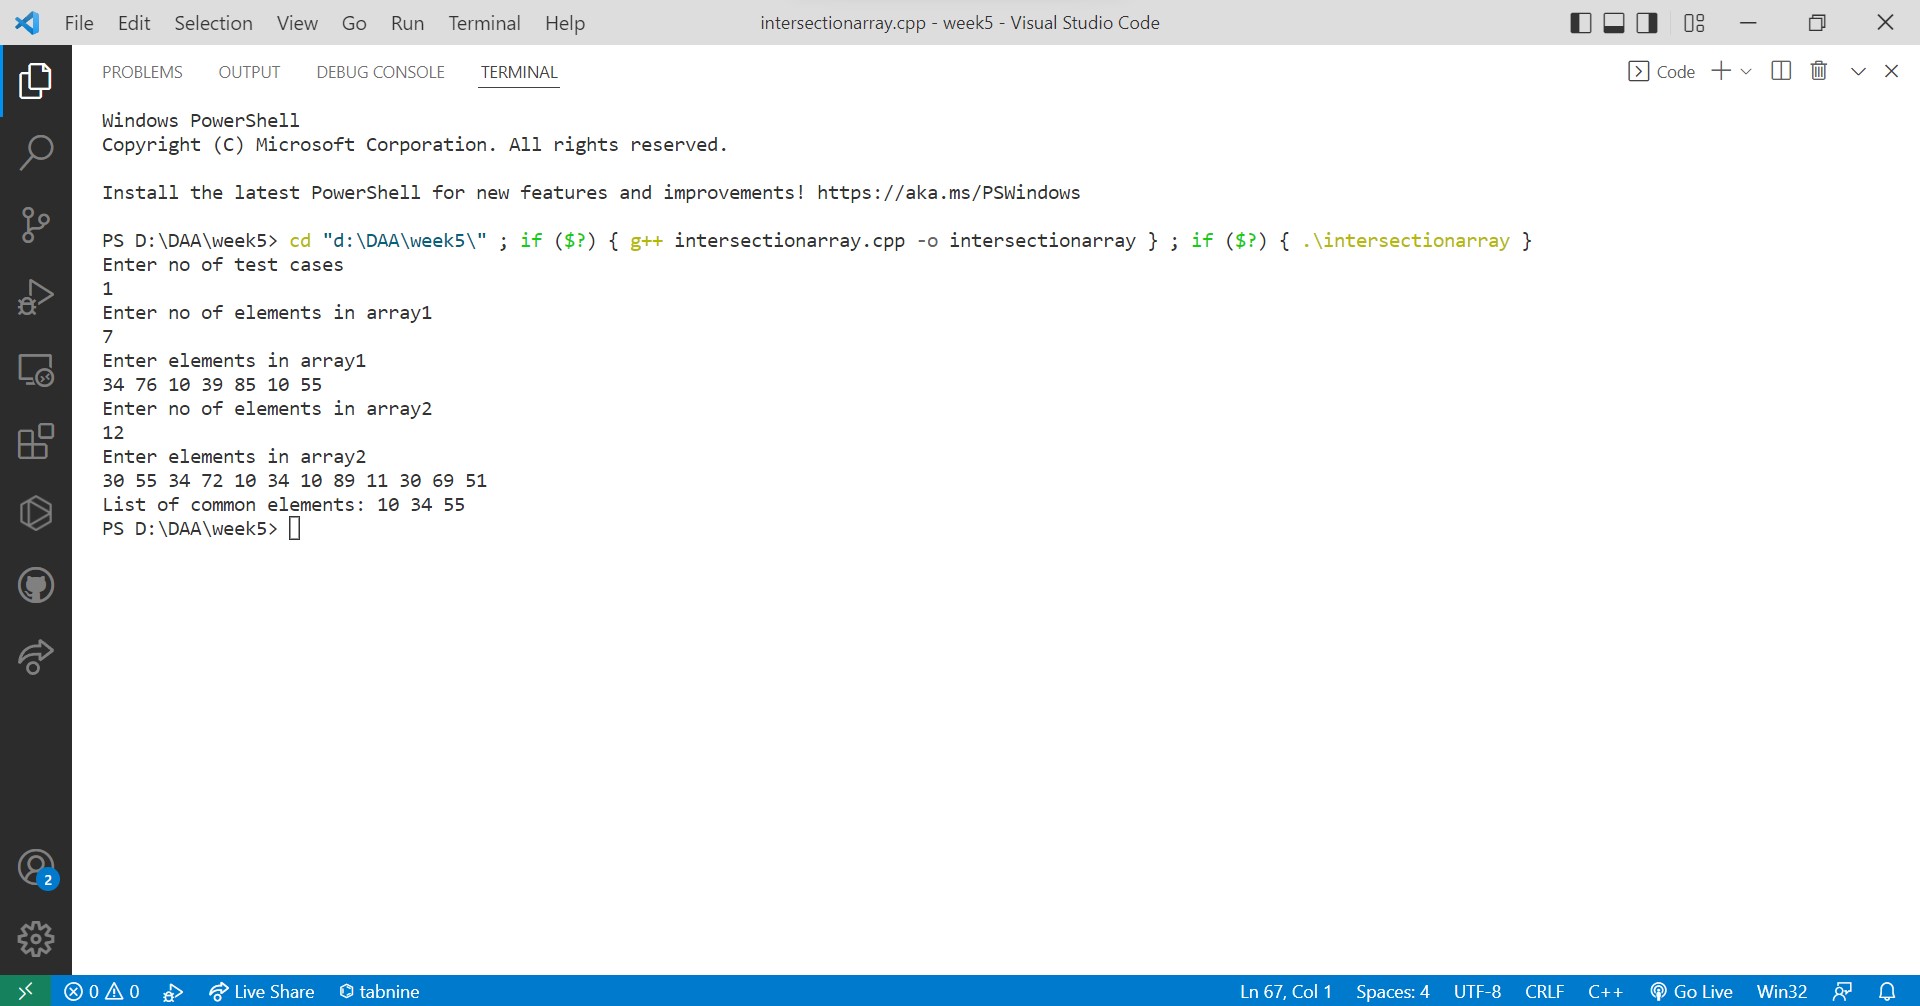 File Edit Selection View Go Run Terminal Help intersectionarray.cpp - week5 - Visual Studio Code
PROBLEMS OUTPUT DEBUG CONSOLE TERMINAL Code
Windows PowerShell
Copyright (C) Microsoft Corporation. All rights reserved.
Install the latest PowerShell for new features and improvements! https://aka.ms/PSWindows
PS D:\DAA\week5> cd "d:\DAA\week5\" ; if ($?) { g++ intersectionarray.cpp -o intersectionarray } ; if ($?) { .\intersectionarray }
Enter no of test cases
1
Enter no of elements in array1
7
Enter elements in array1
34 76 10 39 85 10 55
Enter no of elements in array2
12
Enter elements in array2
30 55 34 72 10 34 10 89 11 30 69 51
List of common elements: 10 34 55
PS D:\DAA\week5>
2
0 0 Live Share tabnine Ln 67, Col 1 Spaces: 4 UTF-8 CRLF C++ Go Live Win32